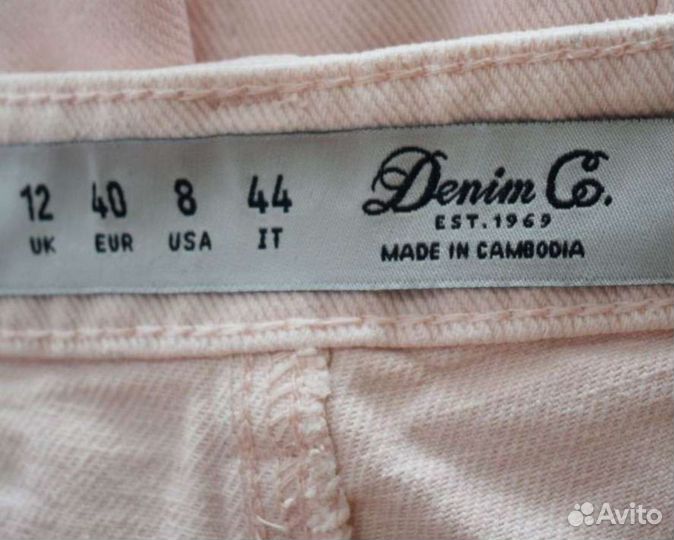 12 40 8 44
UK EUR USA IT
Denim Co.
EST. 1969
MADE IN CAMBODIA
Avito